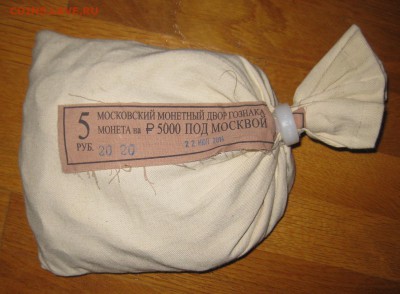 5 МОСКОВСКИЙ МОНЕТНЫЙ ДВОР ГОЗНАКА
МОНЕТА на ₽ 5000 ПОД МОСКВОЙ
РУБ. 20 20